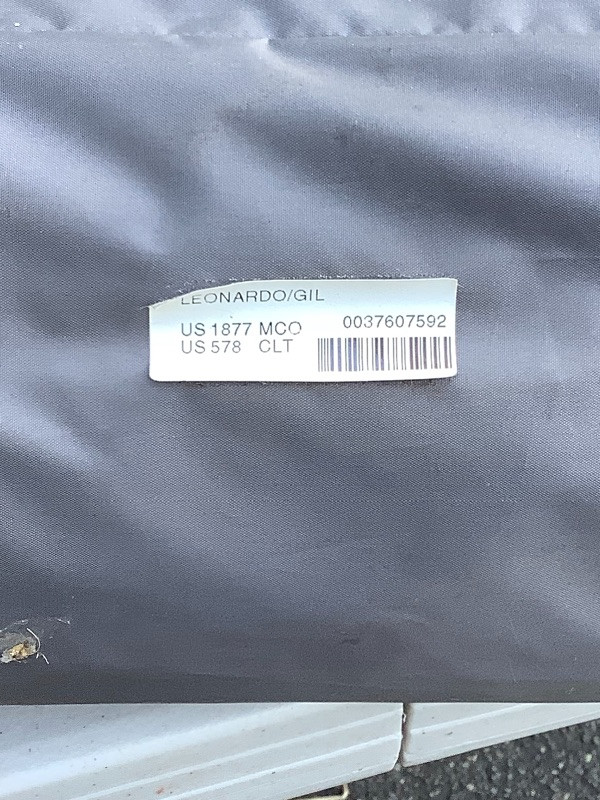 LEONARDO/GIL
US 1877 MCO 0037607592
US 578 CLT